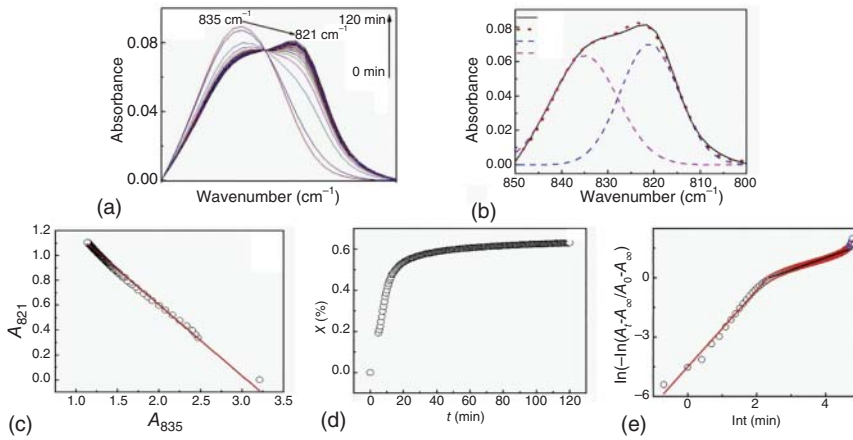 835 cm⁻¹
120 min
821 cm⁻¹
0 min
0.08
0.04
0.00
Absorbance
Wavenumber (cm⁻¹)
(a)
0.08
0.06
0.04
0.02
0.00
Absorbance
850 840 830 820 810 800
Wavenumber (cm⁻¹)
(b)
1.2
1.0
0.8
0.6
0.4
0.2
0.0
A₈₂₁
1.0 1.5 2.0 2.5 3.0 3.5
A₈₃₅
(c)
0.6
0.4
0.2
0.0
X (%)
0 20 40 60 80 100 120
t (min)
(d)
0
−3
−6
ln(−ln(Aₜ-A∞/A₀-A∞)
0 2 4
Int (min)
(e)